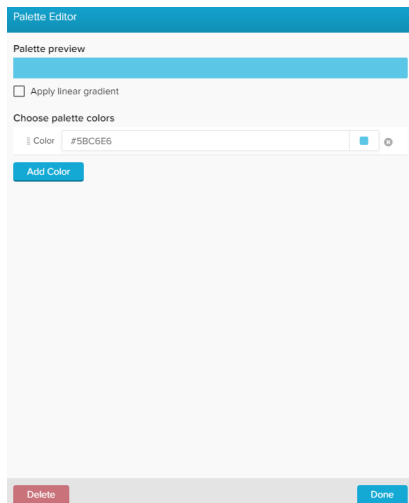 Palette Editor
Palette preview
Apply linear gradient
Choose palette colors
Color #5BC6E6
Add Color
Delete Done